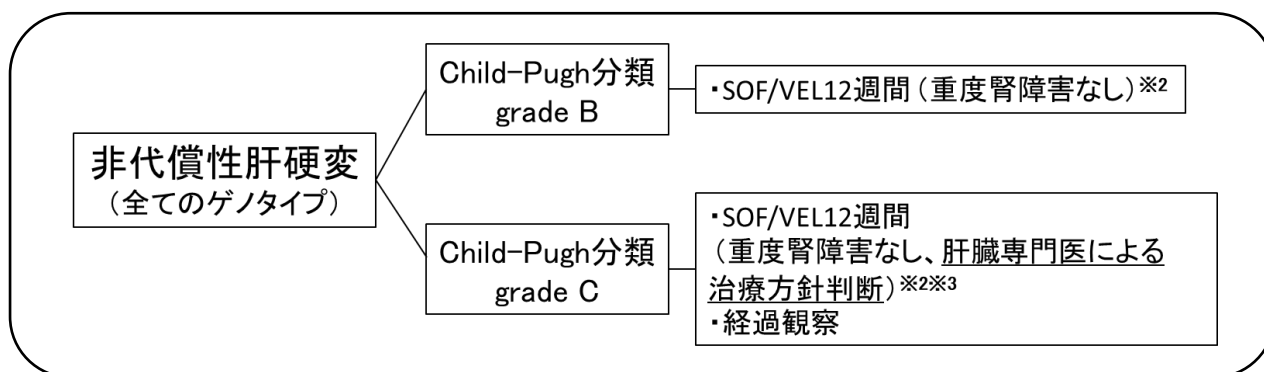 非代償性肝硬変
（全てのゲノタイプ）
Child-Pugh分類
grade B
・SOF/VEL12週間（重度腎障害なし）※2
Child-Pugh分類
grade C
・SOF/VEL12週間
（重度腎障害なし、肝臓専門医による
治療方針判断）※2※3
・経過観察